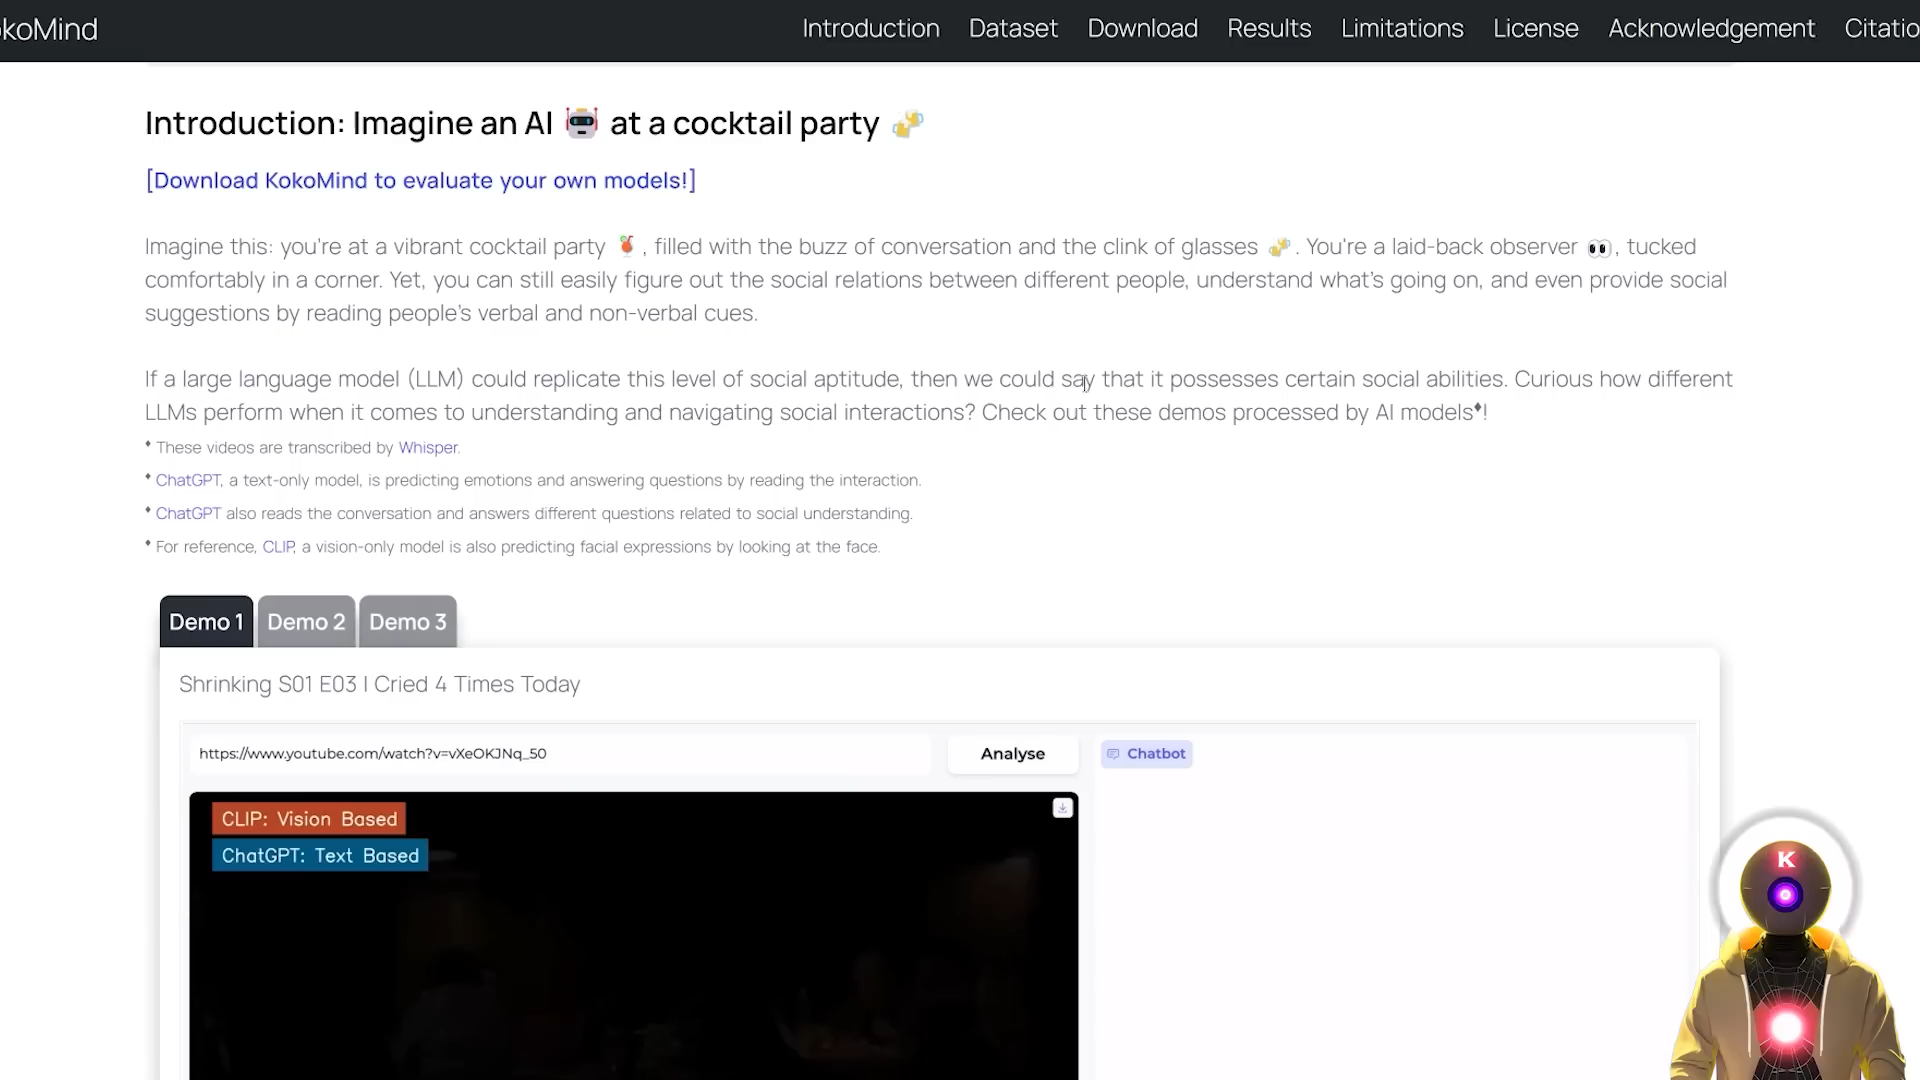 okoMind Introduction Dataset Download Results Limitations License Acknowledgement Citatio
Introduction: Imagine an AI 🤖 at a cocktail party 🍻
[Download KokoMind to evaluate your own models!]
Imagine this: you're at a vibrant cocktail party 🍹, filled with the buzz of conversation and the clink of glasses 🍻. You're a laid-back observer 👀, tucked
comfortably in a corner. Yet, you can still easily figure out the social relations between different people, understand what's going on, and even provide social
suggestions by reading people's verbal and non-verbal cues.
If a large language model (LLM) could replicate this level of social aptitude, then we could say that it possesses certain social abilities. Curious how different
LLMs perform when it comes to understanding and navigating social interactions? Check out these demos processed by AI models♦!
♦ These videos are transcribed by Whisper.
♦ ChatGPT, a text-only model, is predicting emotions and answering questions by reading the interaction.
♦ ChatGPT also reads the conversation and answers different questions related to social understanding.
♦ For reference, CLIP, a vision-only model is also predicting facial expressions by looking at the face.
Demo 1 Demo 2 Demo 3
Shrinking S01 E03 | Cried 4 Times Today
https://www.youtube.com/watch?v=vXeOKJNq_50 Analyse Chatbot
CLIP: Vision Based
ChatGPT: Text Based
K